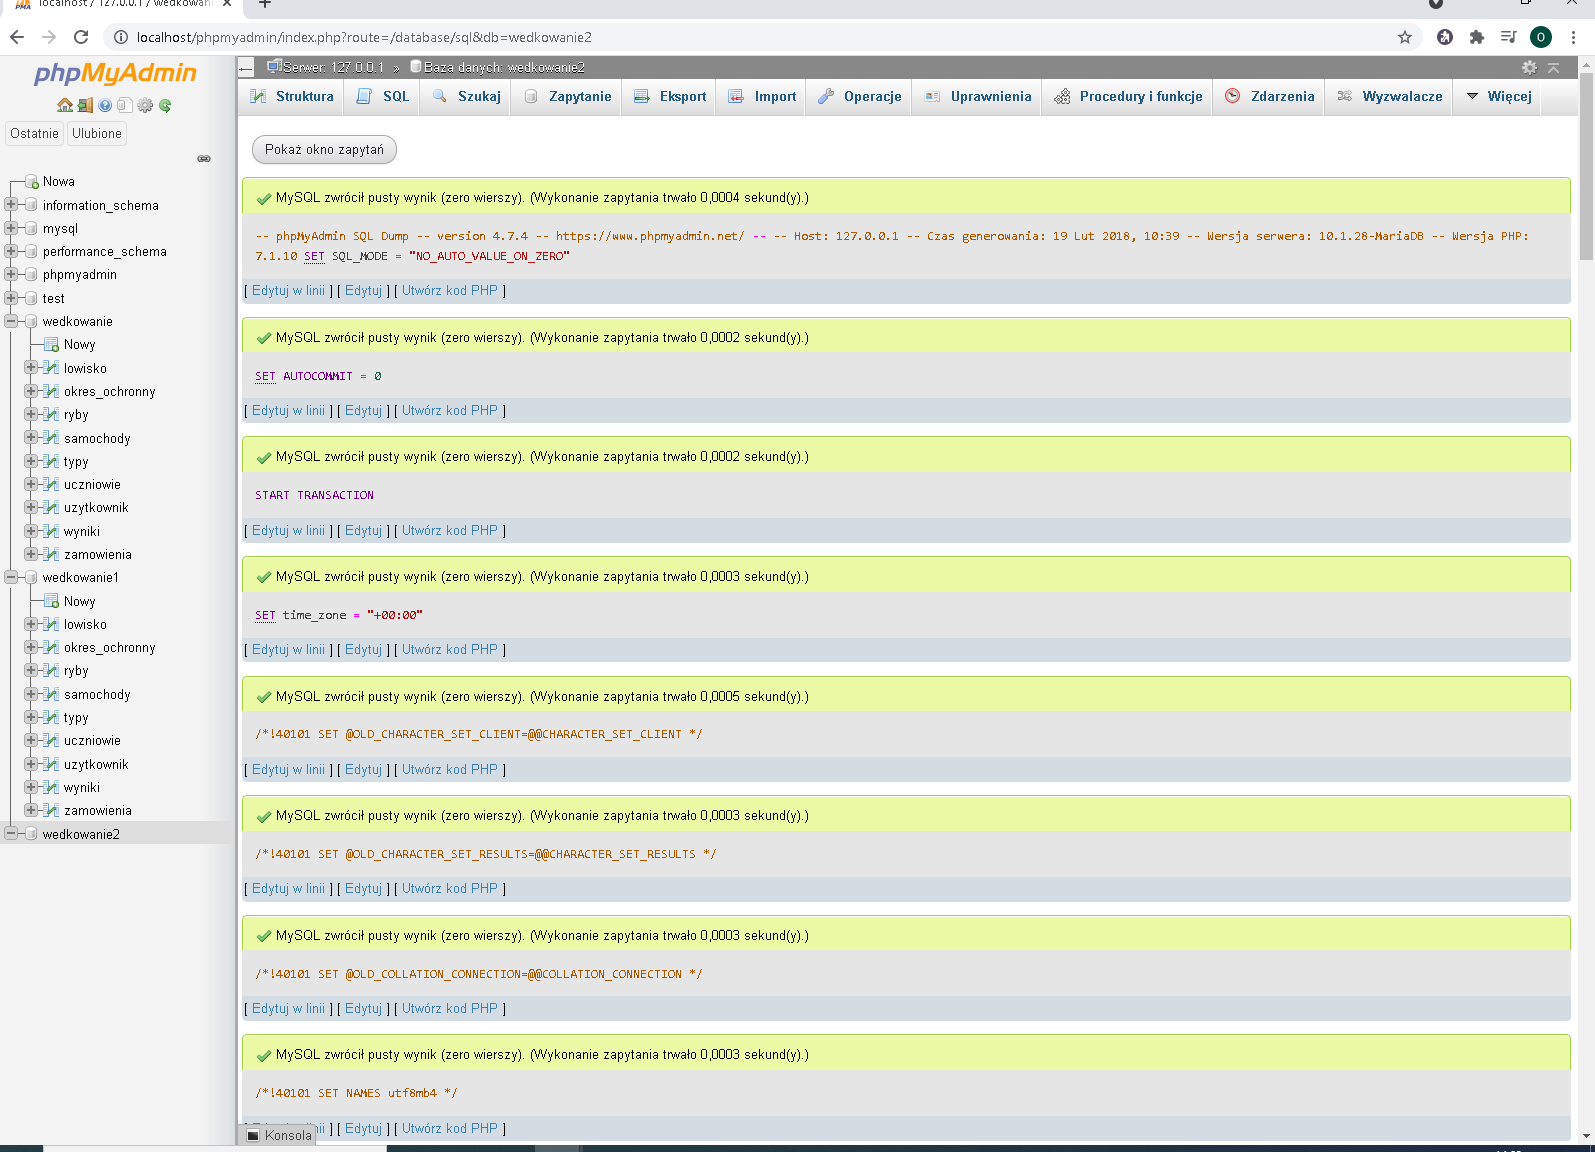 localhost / 127.0.0.1 / wedkowani
localhost/phpmyadmin/index.php?route=/database/sql&db=wedkowanie2
O
phpMyAdmin
Ostatnie
Ulubione
Nowa
information_schema
mysql
performance_schema
phpmyadmin
test
wedkowanie
Nowy
lowisko
okres_ochronny
ryby
samochody
typy
uczniowie
uzytkownik
wyniki
zamowienia
wedkowanie1
Nowy
lowisko
okres_ochronny
ryby
samochody
typy
uczniowie
uzytkownik
wyniki
zamowienia
wedkowanie2
Serwer: 127.0.0.1 » Baza danych: wedkowanie2
Struktura SQL Szukaj Zapytanie Eksport Import Operacje Uprawnienia Procedury i funkcje Zdarzenia Wyzwalacze Więcej
Pokaż okno zapytań
MySQL zwrócił pusty wynik (zero wierszy). (Wykonanie zapytania trwało 0,0004 sekund(y).)
-- phpMyAdmin SQL Dump -- version 4.7.4 -- https://www.phpmyadmin.net/ -- -- Host: 127.0.0.1 -- Czas generowania: 19 Lut 2018, 10:39 -- Wersja serwera: 10.1.28-MariaDB -- Wersja PHP:
7.1.10 SET SQL_MODE = "NO_AUTO_VALUE_ON_ZERO"
[ Edytuj w linii ] [ Edytuj ] [ Utwórz kod PHP ]
MySQL zwrócił pusty wynik (zero wierszy). (Wykonanie zapytania trwało 0,0002 sekund(y).)
SET AUTOCOMMIT = 0
[ Edytuj w linii ] [ Edytuj ] [ Utwórz kod PHP ]
MySQL zwrócił pusty wynik (zero wierszy). (Wykonanie zapytania trwało 0,0002 sekund(y).)
START TRANSACTION
[ Edytuj w linii ] [ Edytuj ] [ Utwórz kod PHP ]
MySQL zwrócił pusty wynik (zero wierszy). (Wykonanie zapytania trwało 0,0003 sekund(y).)
SET time_zone = "+00:00"
[ Edytuj w linii ] [ Edytuj ] [ Utwórz kod PHP ]
MySQL zwrócił pusty wynik (zero wierszy). (Wykonanie zapytania trwało 0,0005 sekund(y).)
/*!40101 SET @OLD_CHARACTER_SET_CLIENT=@@CHARACTER_SET_CLIENT */
[ Edytuj w linii ] [ Edytuj ] [ Utwórz kod PHP ]
MySQL zwrócił pusty wynik (zero wierszy). (Wykonanie zapytania trwało 0,0003 sekund(y).)
/*!40101 SET @OLD_CHARACTER_SET_RESULTS=@@CHARACTER_SET_RESULTS */
[ Edytuj w linii ] [ Edytuj ] [ Utwórz kod PHP ]
MySQL zwrócił pusty wynik (zero wierszy). (Wykonanie zapytania trwało 0,0003 sekund(y).)
/*!40101 SET @OLD_COLLATION_CONNECTION=@@COLLATION_CONNECTION */
[ Edytuj w linii ] [ Edytuj ] [ Utwórz kod PHP ]
MySQL zwrócił pusty wynik (zero wierszy). (Wykonanie zapytania trwało 0,0003 sekund(y).)
/*!40101 SET NAMES utf8mb4 */
[ Edytuj ] [ Utwórz kod PHP ]
Konsola